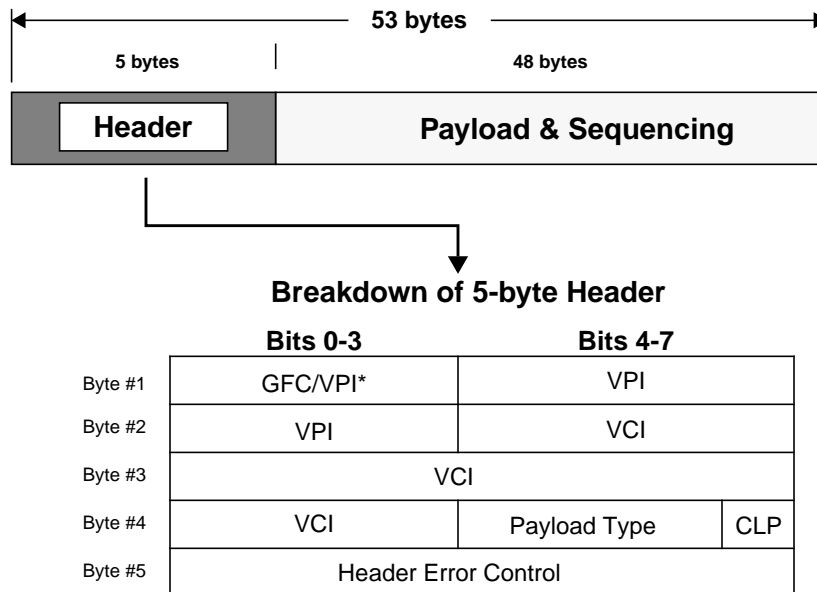 53 bytes
5 bytes 48 bytes
Header Payload & Sequencing
Breakdown of 5-byte Header
Bits 0-3 Bits 4-7
Byte #1 GFC/VPI* VPI
Byte #2 VPI VCI
Byte #3 VCI
Byte #4 VCI Payload Type CLP
Byte #5 Header Error Control